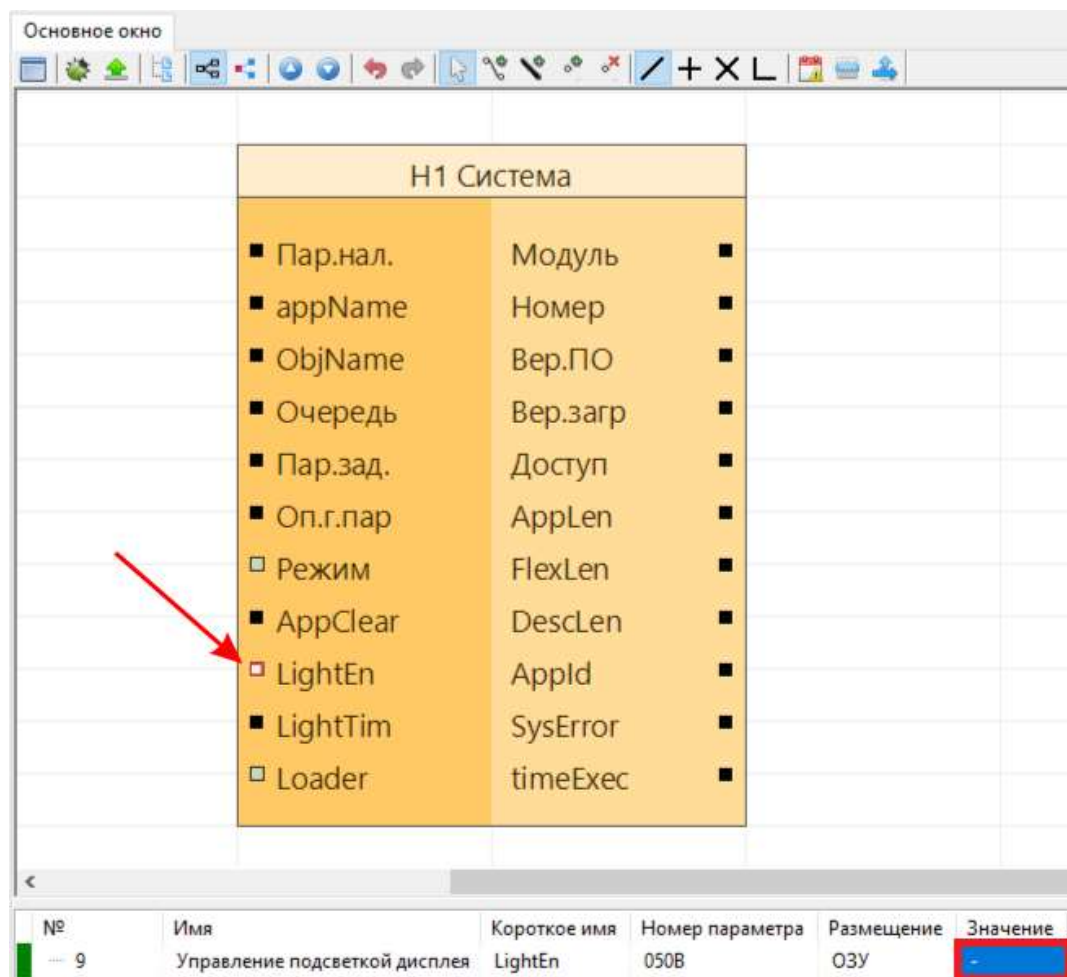 Основное окно
H1 Система
Пар.нал. Модуль
appName Номер
ObjName Вер.ПО
Очередь Вер.загр
Пар.зад. Доступ
Оп.г.пар AppLen
Режим FlexLen
AppClear DescLen
LightEn AppId
LightTim SysError
Loader timeExec
№ Имя Короткое имя Номер параметра Размещение Значение
9 Управление подсветкой дисплея LightEn 050B ОЗУ -